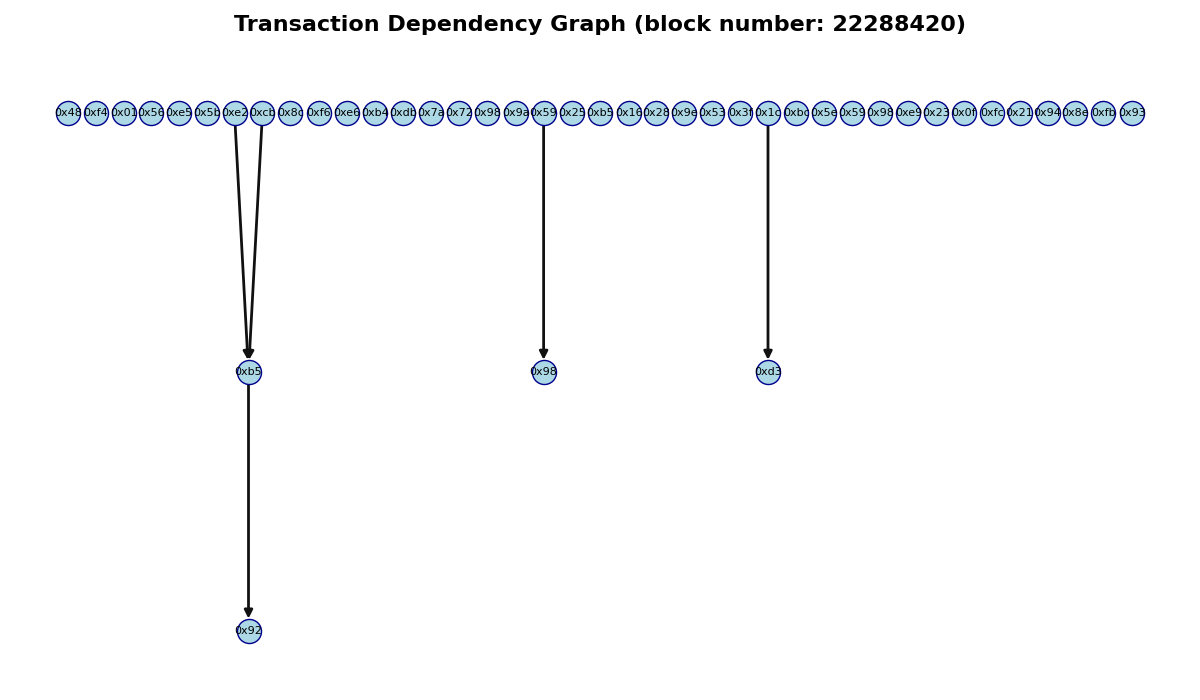 Transaction Dependency Graph (block number: 22288420)
0x48 0xf4 0x01 0x56 0xe5 0x5b 0xe2 0xcb 0x8c 0xf6 0xe6 0xb4 0xdb 0x7a 0x72 0x98 0x9a 0x59 0x25 0xb5 0x16 0x28 0x9e 0x53 0x3f 0x1c 0xbc 0x5e 0x59 0x98 0xe9 0x23 0x0f 0xfc 0x21 0x94 0x8e 0xfb 0x93
0xb5 0x98 0xd3
0x92